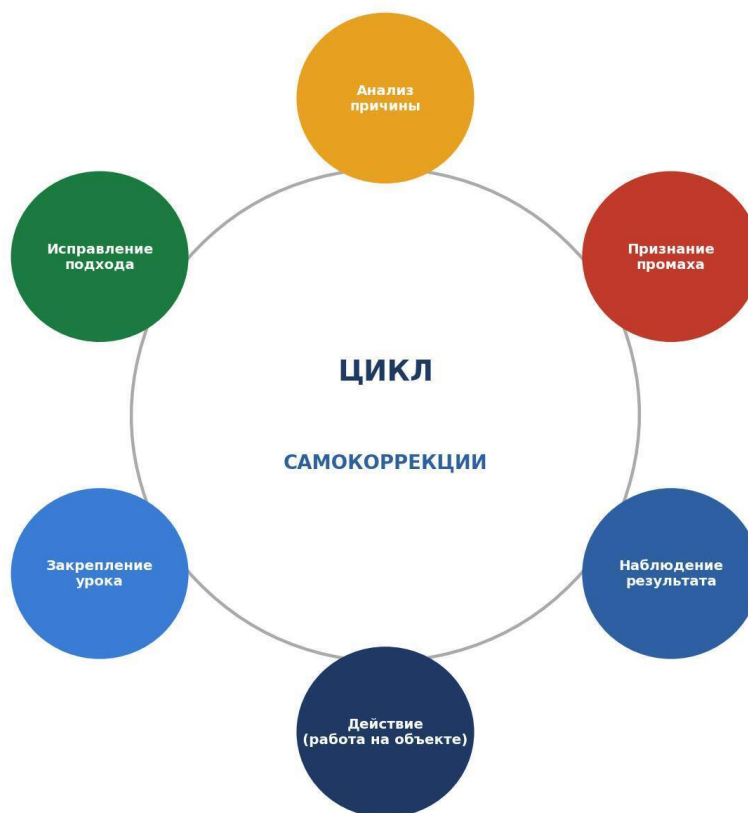 Анализ
причины
Исправление
подхода
Признание
промаха
ЦИКЛ
САМОКОРРЕКЦИИ
Закрепление
урока
Наблюдение
результата
Действие
(работа на объекте)